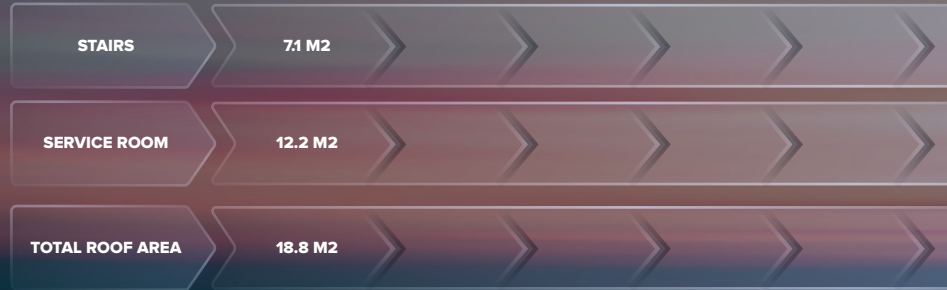 STAIRS 7.1 M2
SERVICE ROOM 12.2 M2
TOTAL ROOF AREA 18.8 M2